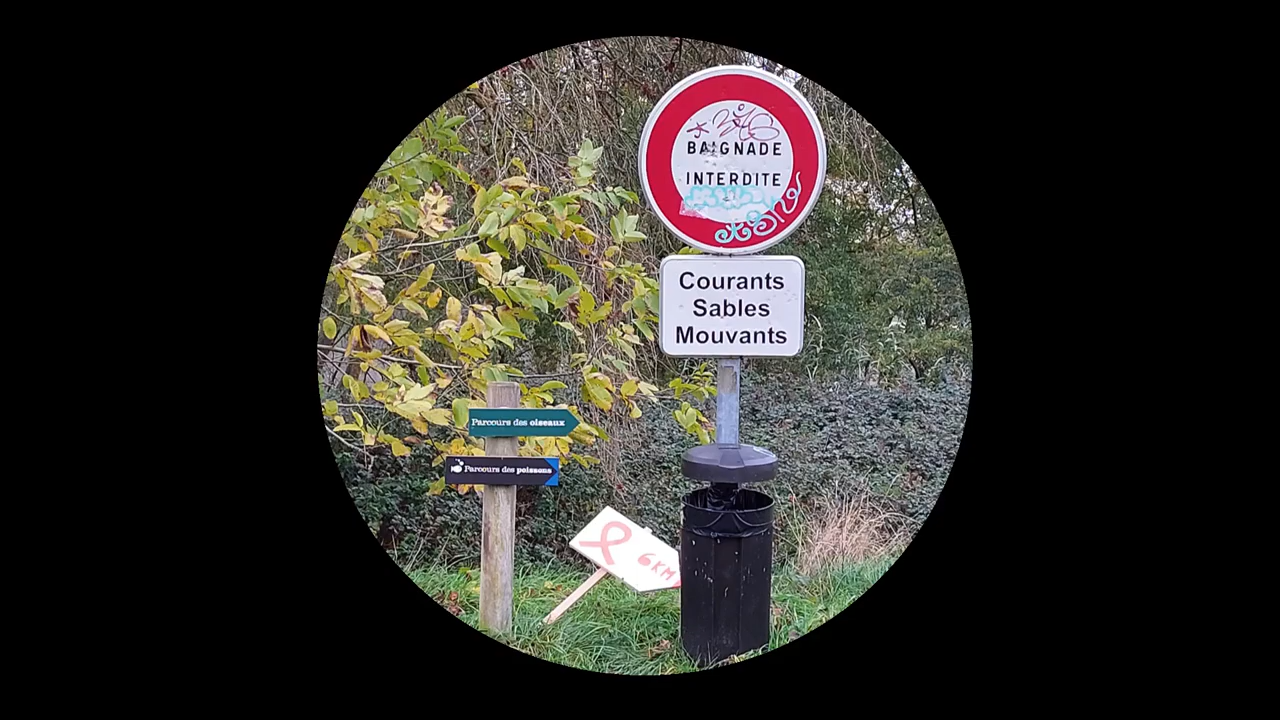 BAIGNADE
INTERDITE
Courants
Sables
Mouvants
Parcours des oiseaux
Parcours des poissons
6KM